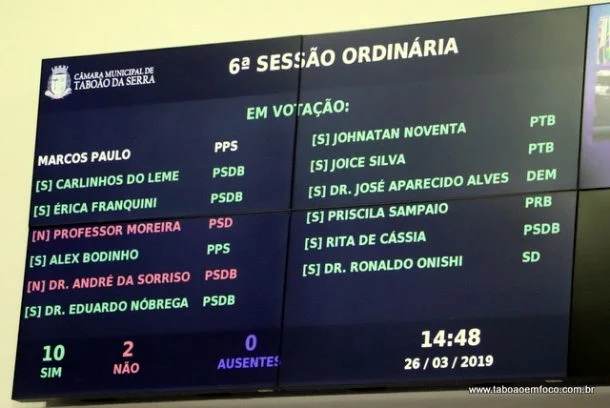 CÂMARA MUNICIPAL DE
TABOÃO DA SERRA
6ª SESSÃO ORDINÁRIA
EM VOTAÇÃO:
MARCOS PAULO PPS
[S] CARLINHOS DO LEME PSDB
[S] ÉRICA FRANQUINI PSDB
[N] PROFESSOR MOREIRA PSD
[S] ALEX BODINHO PPS
[N] DR. ANDRÉ DA SORRISO PSDB
[S] DR. EDUARDO NÓBREGA PSDB
[S] JOHNATAN NOVENTA PTB
[S] JOICE SILVA PTB
[S] DR. JOSÉ APARECIDO ALVES DEM
[S] PRISCILA SAMPAIO PRB
[S] RITA DE CÁSSIA PSDB
[S] DR. RONALDO ONISHI SD
10 2 0
SIM NÃO AUSENTES
14:48
26 / 03 / 2019
www.taboaoemfoco.com.br